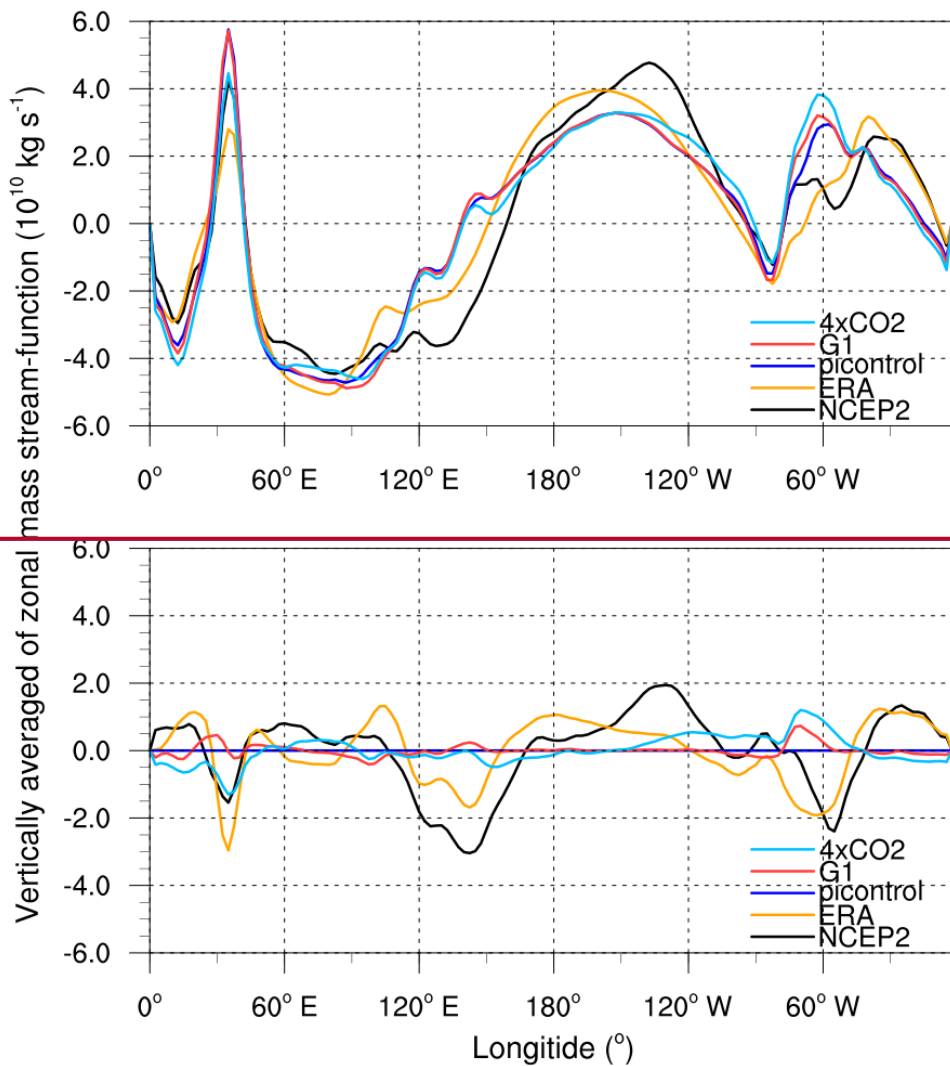 Vertically averaged of zonal mass stream-function (10¹⁰ kg s⁻¹)
6.0
4.0
2.0
0.0
-2.0
-4.0
-6.0
4xCO2
G1
picontrol
ERA
NCEP2
0° 60° E 120° E 180° 120° W 60° W
6.0
4.0
2.0
0.0
-2.0
-4.0
-6.0
4xCO2
G1
picontrol
ERA
NCEP2
0° 60° E 120° E 180° 120° W 60° W
Longitide (°)